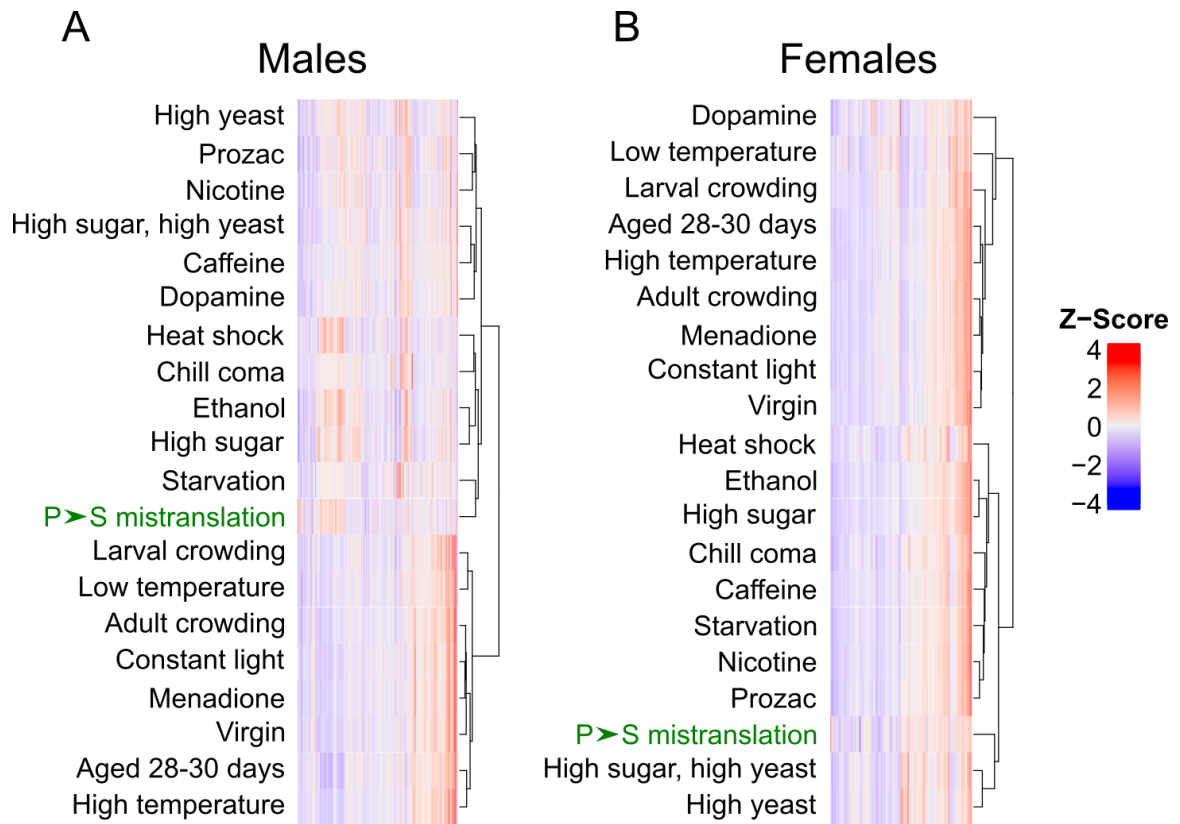 A
Males
High yeast
Prozac
Nicotine
High sugar, high yeast
Caffeine
Dopamine
Heat shock
Chill coma
Ethanol
High sugar
Starvation
P➤S mistranslation
Larval crowding
Low temperature
Adult crowding
Constant light
Menadione
Virgin
Aged 28-30 days
High temperature
B
Females
Dopamine
Low temperature
Larval crowding
Aged 28-30 days
High temperature
Adult crowding
Menadione
Constant light
Virgin
Heat shock
Ethanol
High sugar
Chill coma
Caffeine
Starvation
Nicotine
Prozac
P➤S mistranslation
High sugar, high yeast
High yeast
Z−Score
4
2
0
−2
−4